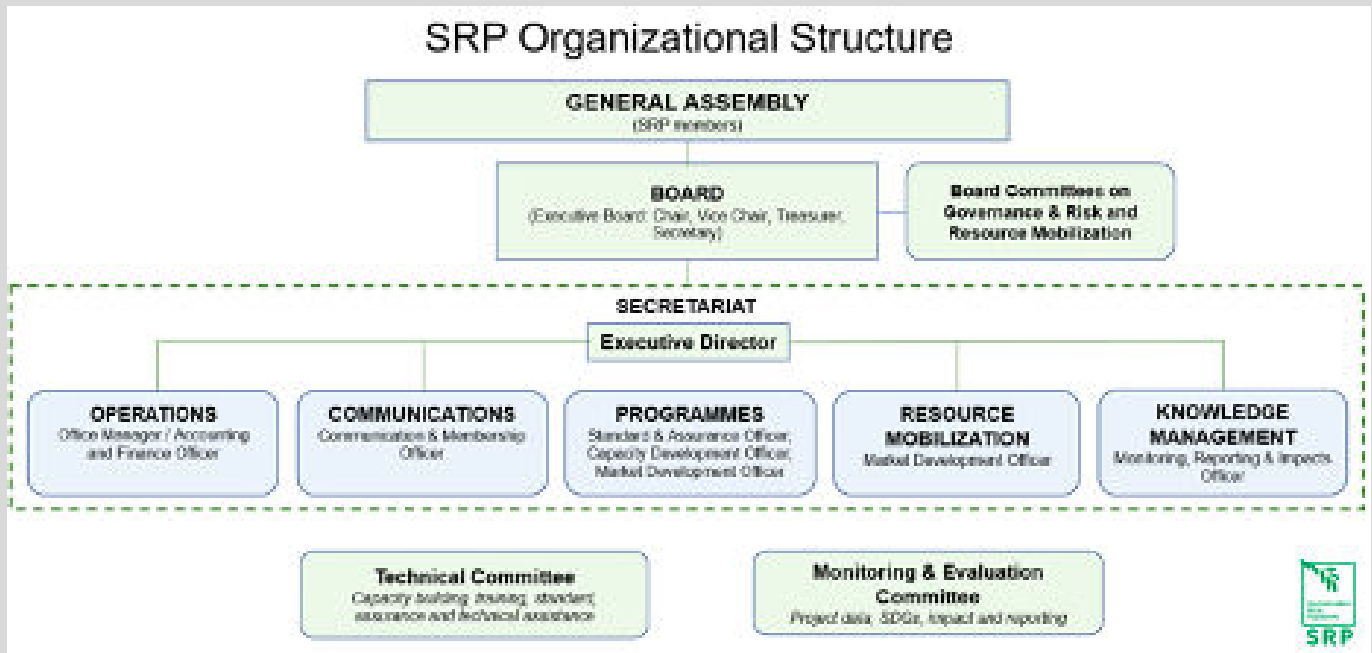 SRP Organizational Structure
GENERAL ASSEMBLY
(SRP members)
BOARD
(Executive Board: Chair, Vice Chair, Treasurer,
Secretary)
Board Committees on
Governance & Risk and
Resource Mobilization
SECRETARIAT
Executive Director
OPERATIONS
Office Manager / Accounting
and Finance Officer
COMMUNICATIONS
Communication & Membership
Officer
PROGRAMMES
Standard & Assurance Officer,
Capacity Development Officer,
Market Development Officer
RESOURCE
MOBILIZATION
Market Development Officer
KNOWLEDGE
MANAGEMENT
Monitoring, Reporting & Impacts
Officer
Technical Committee
Capacity building, training, standard,
assurance and technical assistance
Monitoring & Evaluation
Committee
Project data, SDGs, impact and reporting
SRP